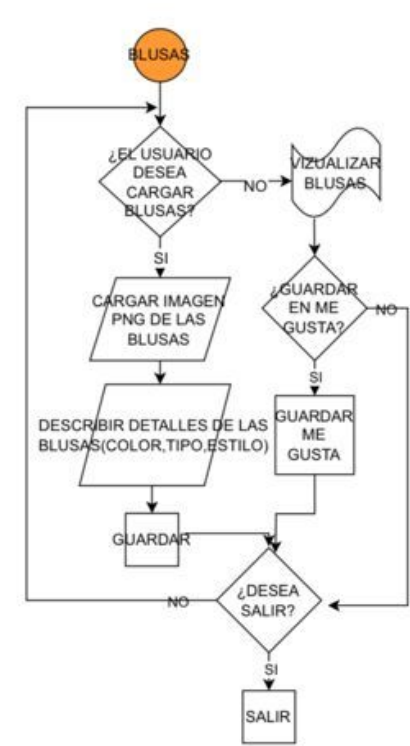 BLUSAS
¿EL USUARIO
DESEA
CARGAR
BLUSAS?
NO
VIZUALIZAR
BLUSAS
SI
CARGAR IMAGEN
PNG DE LAS
BLUSAS
¿GUARDAR
EN ME
GUSTA?
NO
SI
DESCRIBIR DETALLES DE LAS
BLUSAS(COLOR,TIPO,ESTILO)
GUARDAR
ME
GUSTA
GUARDAR
¿DESEA
SALIR?
NO
SI
SALIR